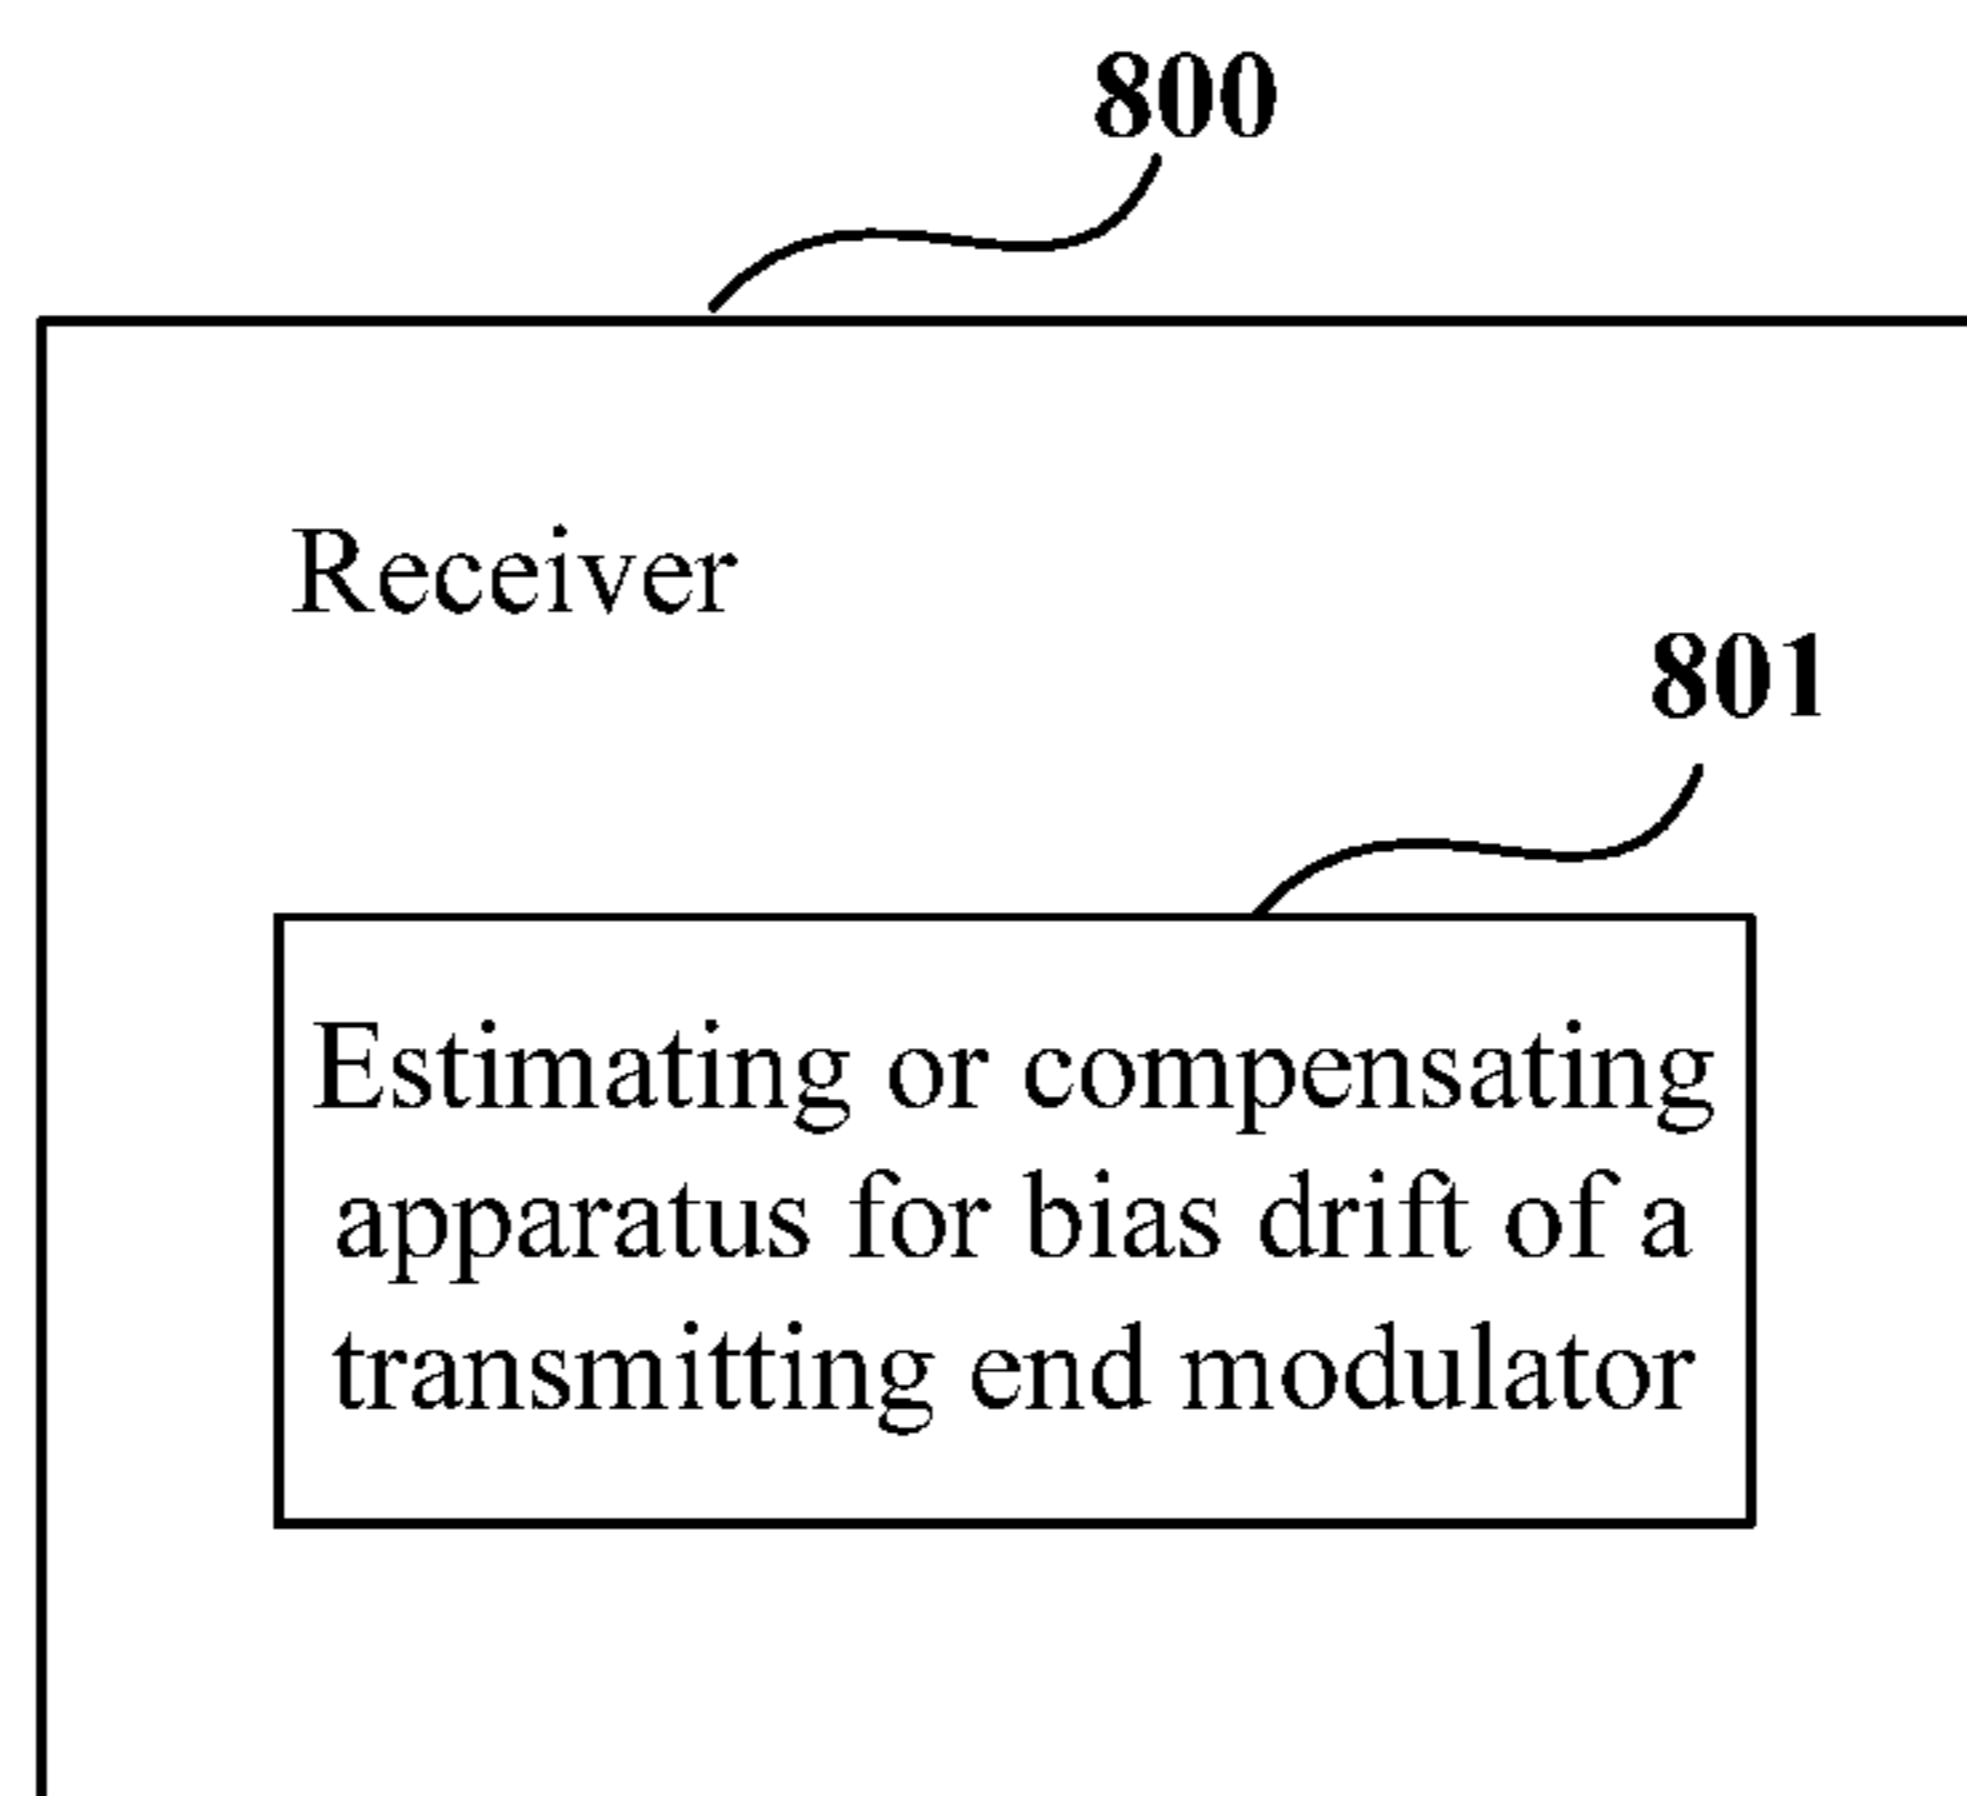 800
Receiver
801
Estimating or compensating
apparatus for bias drift of a
transmitting end modulator